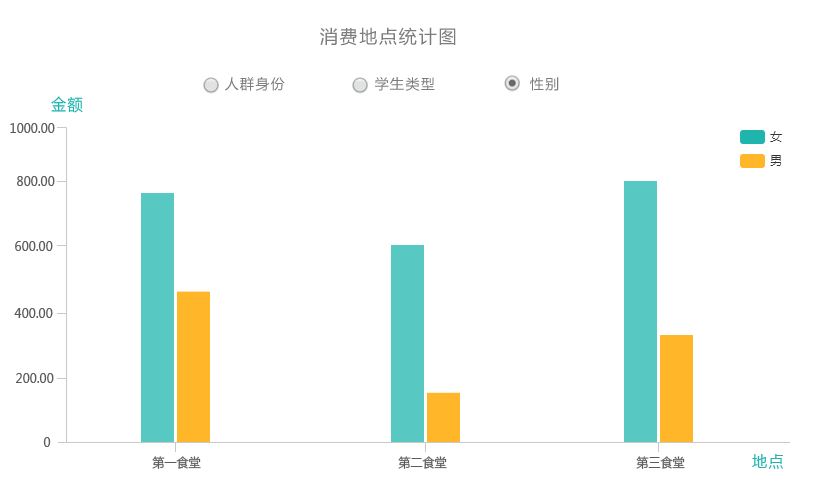 消费地点统计图
人群身份 学生类型 性别
金额
女
男
1000.00
800.00
600.00
400.00
200.00
0
第一食堂 第二食堂 第三食堂 地点